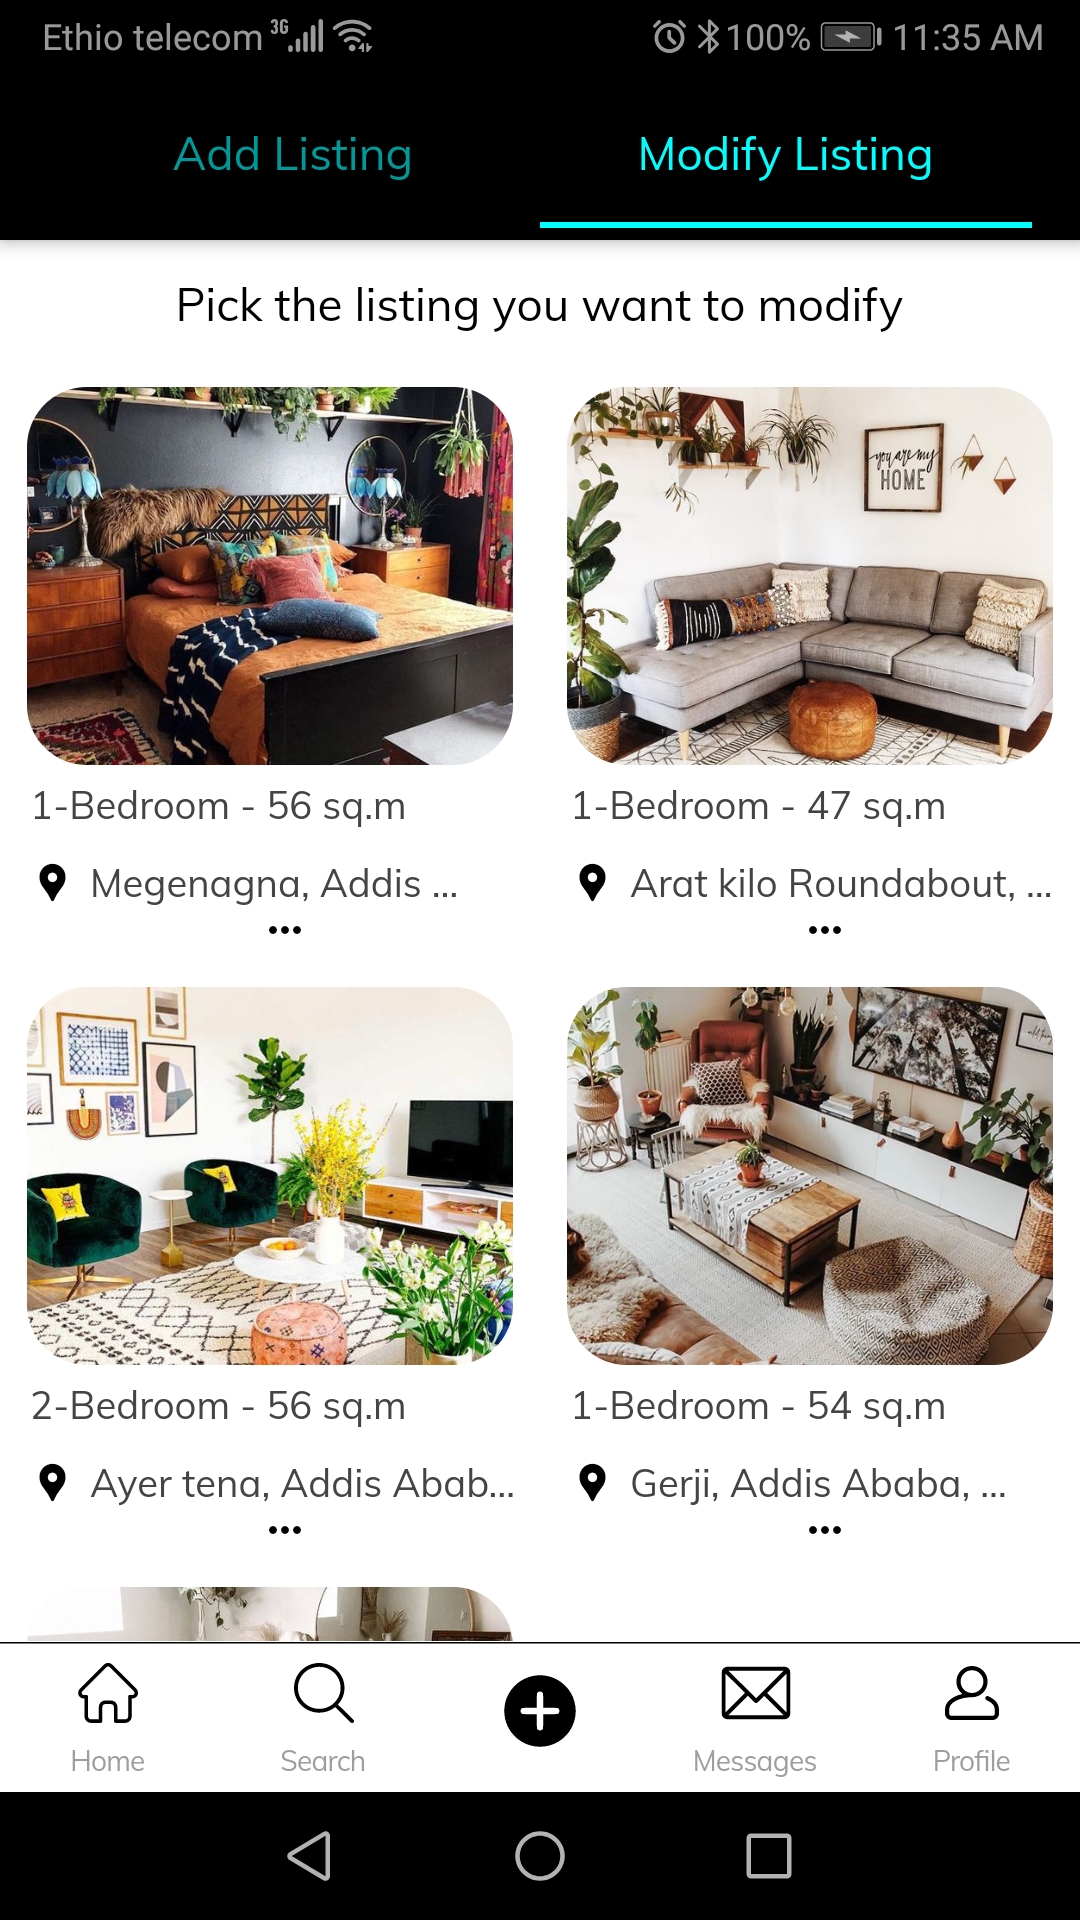 Ethio telecom 3G 100% 11:35 AM
Add Listing Modify Listing
Pick the listing you want to modify
you are my
HOME
1-Bedroom - 56 sq.m
Megenagna, Addis ...
1-Bedroom - 47 sq.m
Arat kilo Roundabout, ...
2-Bedroom - 56 sq.m
Ayer tena, Addis Abab...
1-Bedroom - 54 sq.m
Gerji, Addis Ababa, ...
Home Search Messages Profile